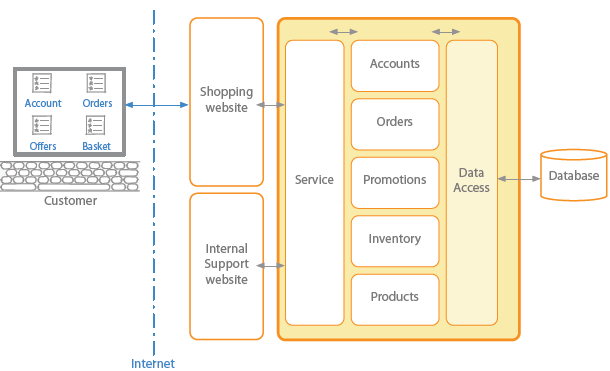 Account
Orders
Offers
Basket
Customer
Internet
Shopping
website
Internal
Support
website
Service
Accounts
Orders
Promotions
Inventory
Products
Data
Access
Database